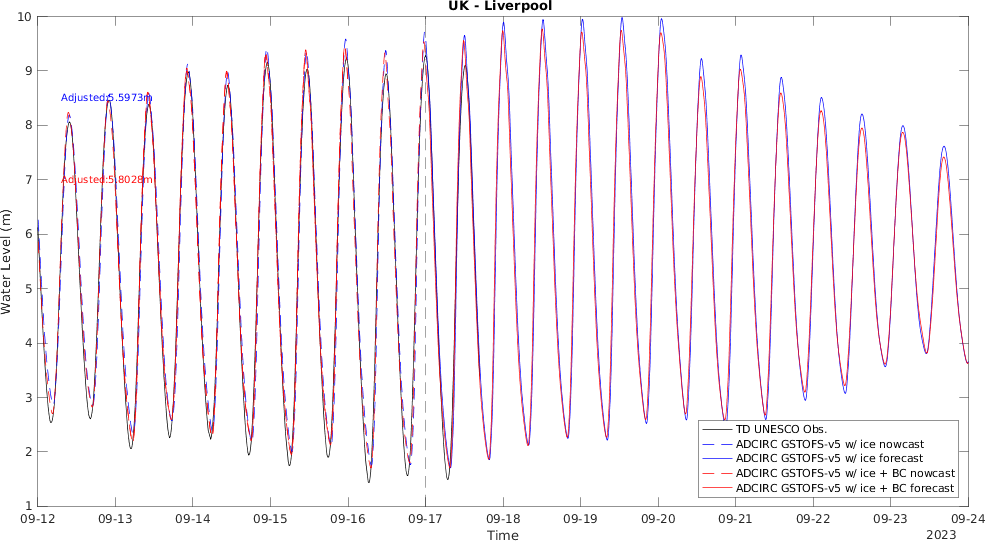 UK - Liverpool
10
9
8
7
6
5
4
3
2
1
Water Level (m)
Adjusted:5.5973m
Adjusted:5.8028m
TD UNESCO Obs.
ADCIRC GSTOFS-v5 w/ ice nowcast
ADCIRC GSTOFS-v5 w/ ice forecast
ADCIRC GSTOFS-v5 w/ ice + BC nowcast
ADCIRC GSTOFS-v5 w/ ice + BC forecast
09-12 09-13 09-14 09-15 09-16 09-17 09-18 09-19 09-20 09-21 09-22 09-23 09-24
Time
2023